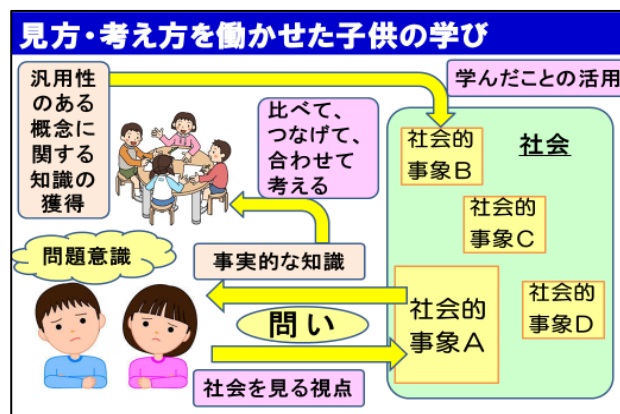 見方・考え方を働かせた子供の学び
汎用性
のある
概念に
関する
知識の
獲得
学んだことの活用
比べて、
つなげて、
合わせて
考える
社会
社会的
事象B
社会的
事象C
社会的
事象D
社会的
事象A
問題意識
事実的な知識
問い
社会を見る視点